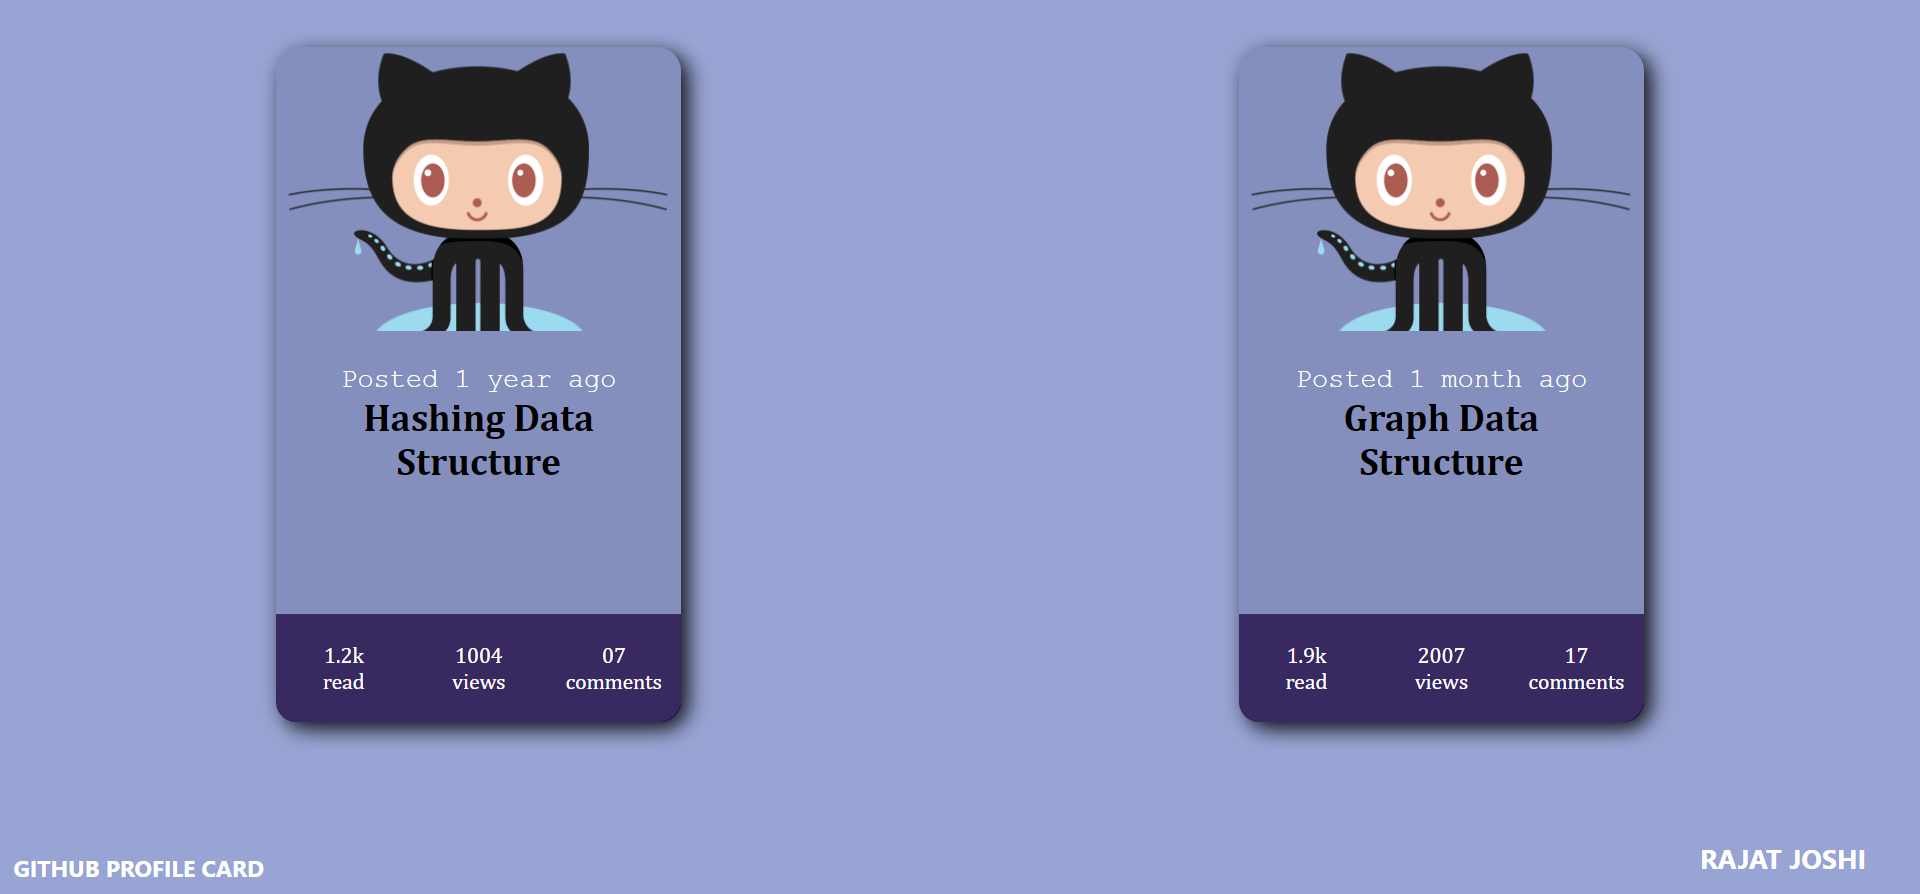 Posted 1 year ago
Hashing Data
Structure
1.2k
read
1004
views
07
comments
Posted 1 month ago
Graph Data
Structure
1.9k
read
2007
views
17
comments
GITHUB PROFILE CARD
RAJAT JOSHI